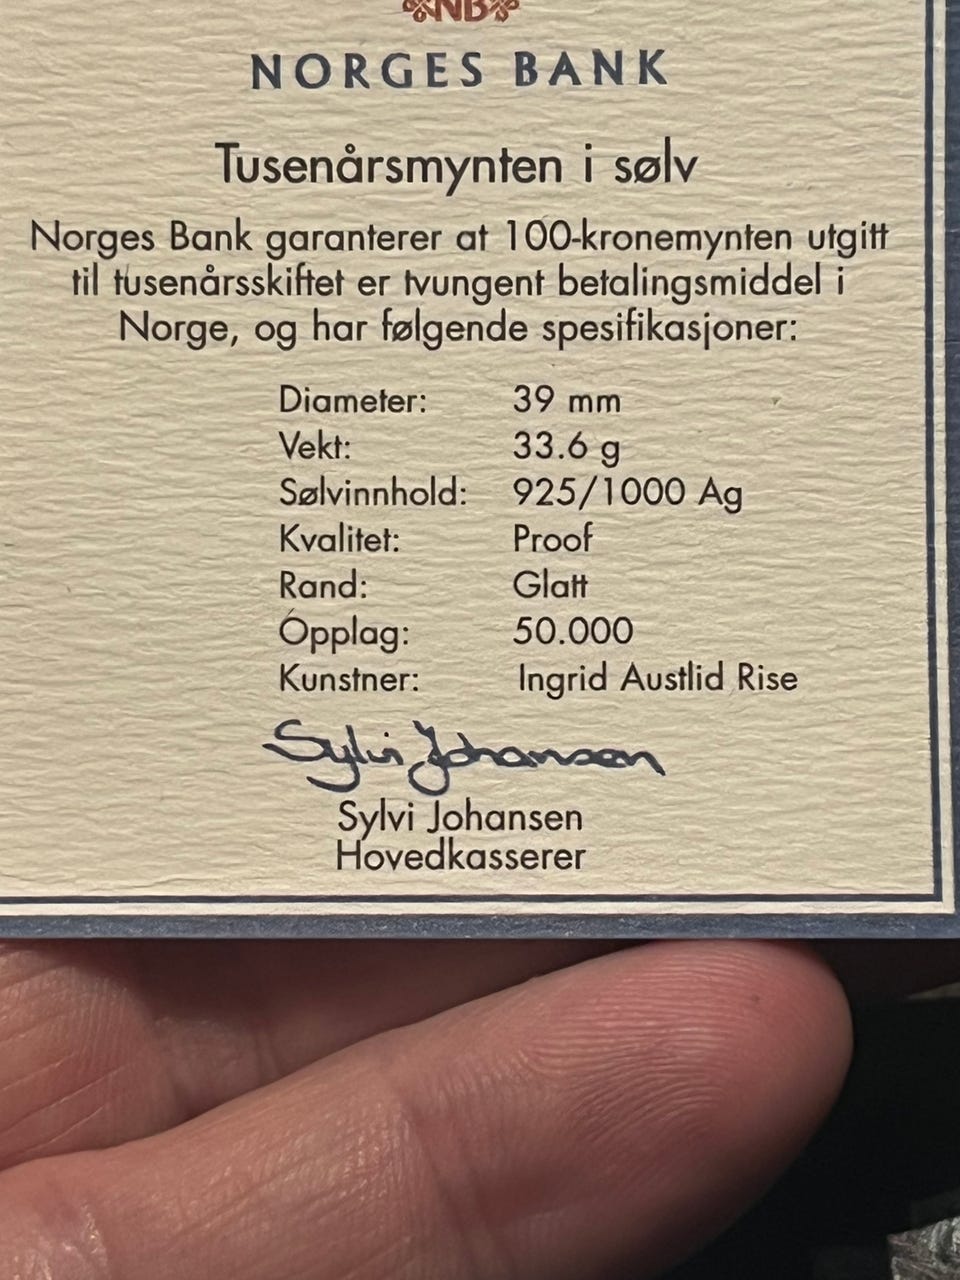 NB
NORGES BANK
Tusenårsmynten i sølv
Norges Bank garanterer at 100-kronemynten utgitt
til tusenårsskiftet er tvungent betalingsmiddel i
Norge, og har følgende spesifikasjoner:
Diameter: 39 mm
Vekt: 33.6 g
Sølvinnhold: 925/1000 Ag
Kvalitet: Proof
Rand: Glatt
Opplag: 50.000
Kunstner: Ingrid Austlid Rise
Sylvi Johansen
Sylvi Johansen
Hovedkasserer